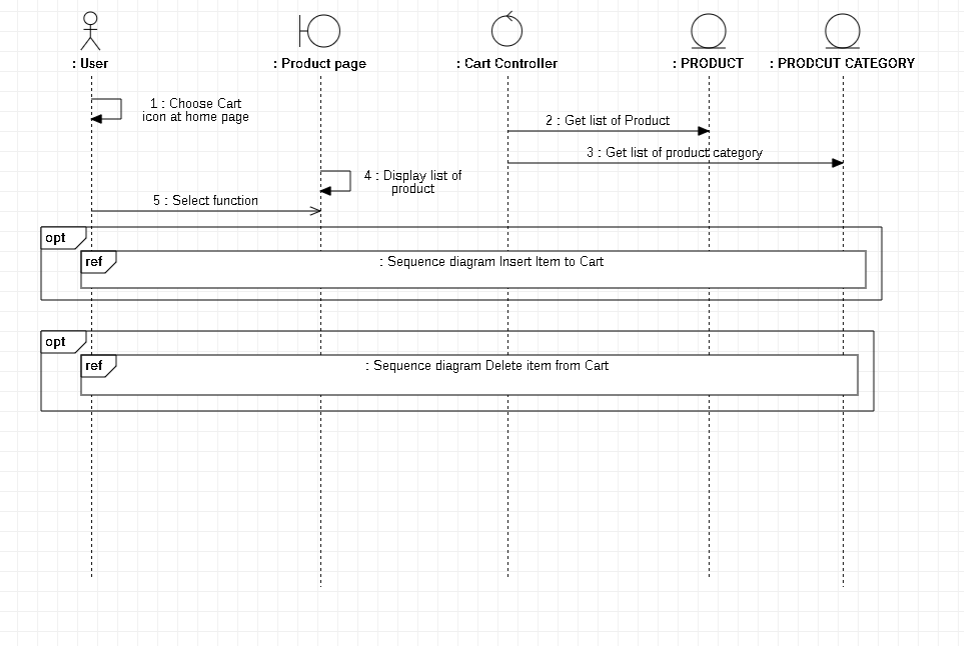 : User
: Product page
: Cart Controller
: PRODUCT
: PRODCUT CATEGORY
1 : Choose Cart
icon at home page
2 : Get list of Product
3 : Get list of product category
4 : Display list of
product
5 : Select function
opt
ref
: Sequence diagram Insert Item to Cart
opt
ref
: Sequence diagram Delete item from Cart